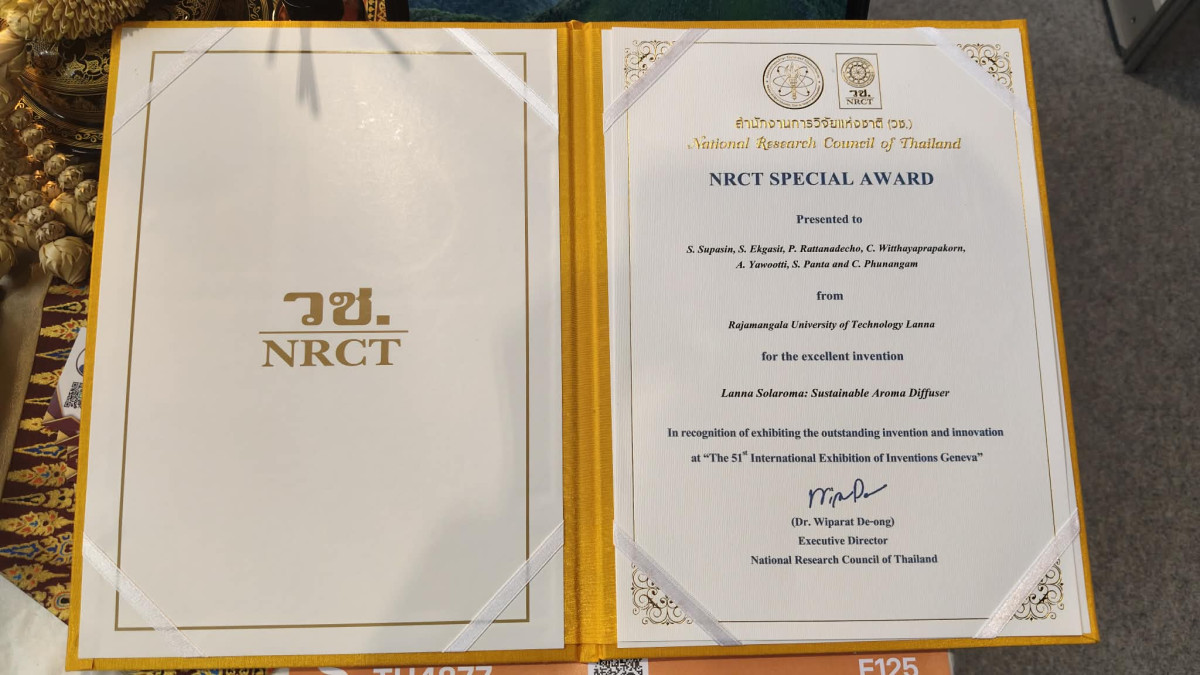 วช.
NRCT
วช.
NRCT
สำนักงานการวิจัยแห่งชาติ (วช.)
National Research Council of Thailand
NRCT SPECIAL AWARD
Presented to
S. Supasin, S. Ekgasit, P. Rattanadecho, C. Witthayaprapakorn,
A. Yawootti, S. Panta and C. Phunangam
from
Rajamangala University of Technology Lanna
for the excellent invention
Lanna Solaroma: Sustainable Aroma Diffuser
In recognition of exhibiting the outstanding invention and innovation
at “The 51st International Exhibition of Inventions Geneva”
(Dr. Wiparat De-ong)
Executive Director
National Research Council of Thailand
E125